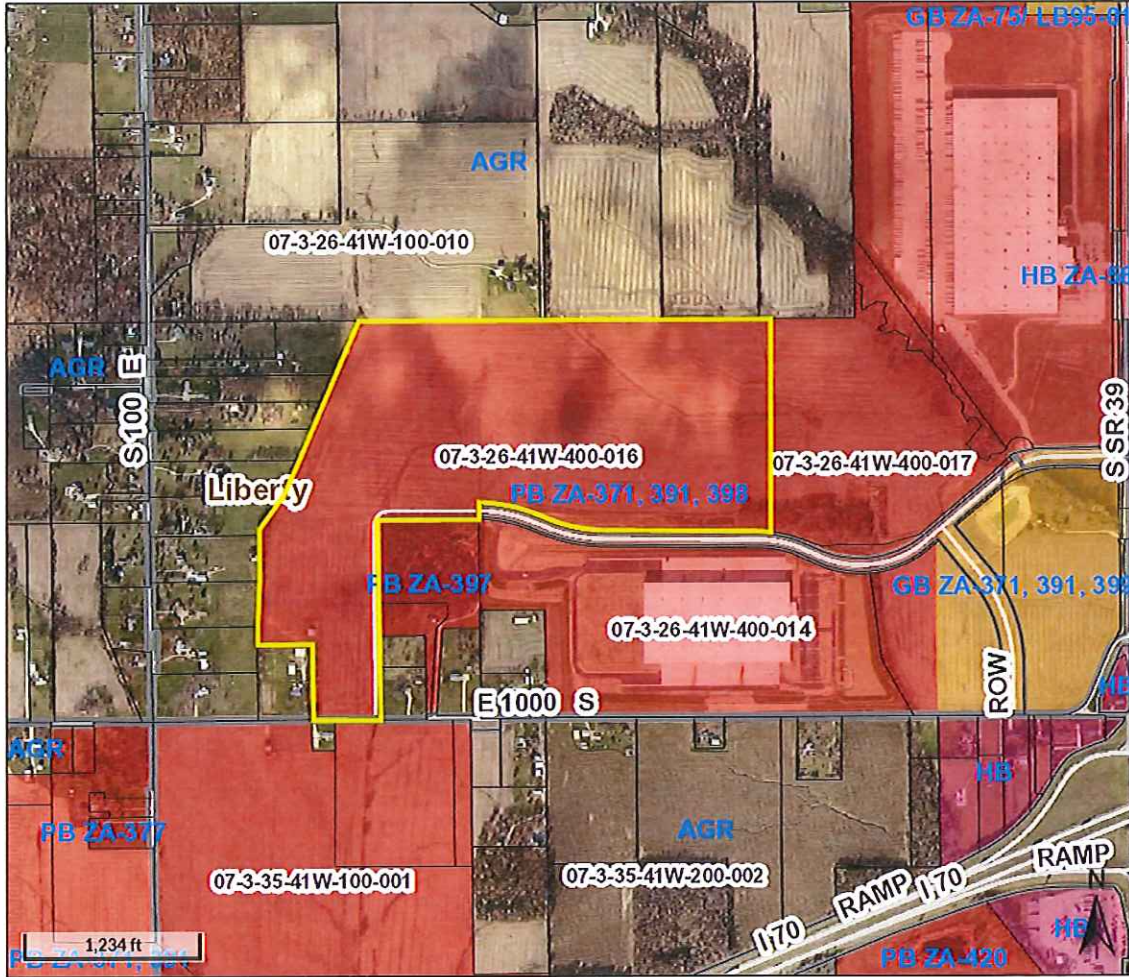 GB ZA-75/ LB95-01
AGR
07-3-26-41W-100-010
HB ZA-
AGR
S 100 E
S SR 39
07-3-26-41W-400-016
07-3-26-41W-400-017
Liberty
PB ZA-371, 391, 398
PB ZA-397
GB ZA-371, 391, 39
07-3-26-41W-400-014
ROW
E 1000 S
HB
AGR
HB
PB ZA-377
AGR
07-3-35-41W-100-001
07-3-35-41W-200-002
RAMP
I 70
RAMP
I 70
N
1,234 ft
HB
PB ZA-420